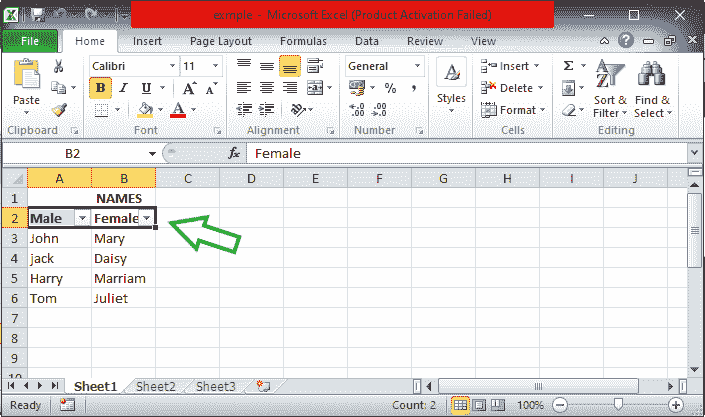 exmple - Microsoft Excel (Product Activation Failed)
File Home Insert Page Layout Formulas Data Review View
Paste Calibri 11 General Σ
B I U A A A $ % , Styles Insert Delete Format Sort & Filter Find & Select
Clipboard Font Alignment Number Cells Editing
B2 fx Female
A B C D E F G H I J
1 NAMES
2 Male Female
3 John Mary
4 jack Daisy
5 Harry Marriam
6 Tom Juliet
7
8
9
10
Sheet1 Sheet2 Sheet3
Ready Count: 2 100%